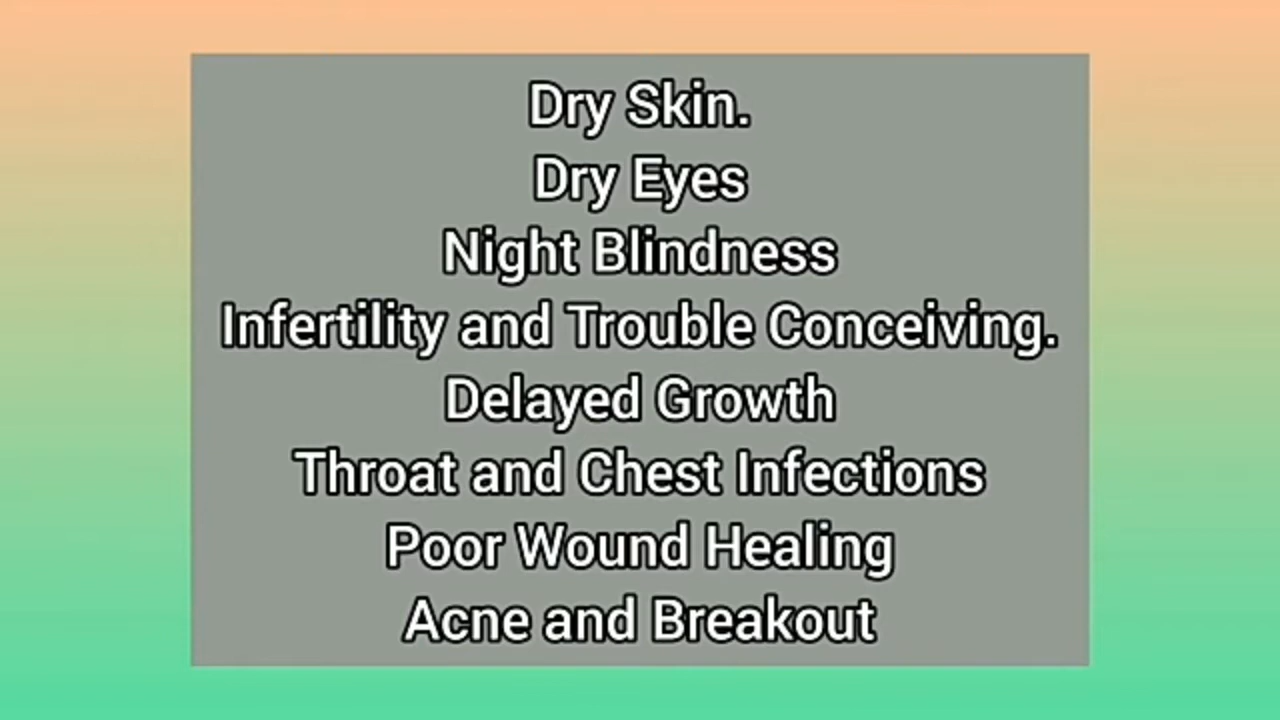 Dry Skin.
Dry Eyes
Night Blindness
Infertility and Trouble Conceiving.
Delayed Growth
Throat and Chest Infections
Poor Wound Healing
Acne and Breakout